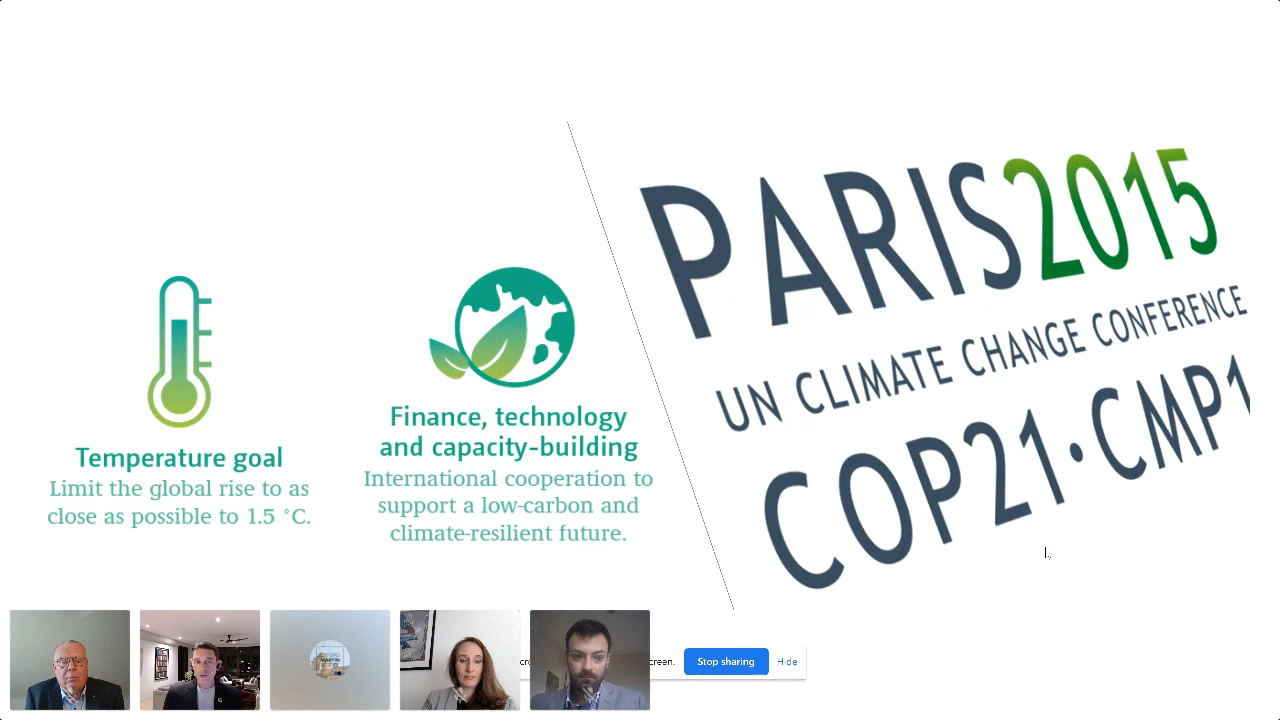 PARIS2015
UN CLIMATE CHANGE CONFERENCE
COP21·CMP1
Temperature goal
Limit the global rise to as
close as possible to 1.5 °C.
Finance, technology
and capacity-building
International cooperation to
support a low-carbon and
climate-resilient future.
MARTIN
screen.
Stop sharing
Hide